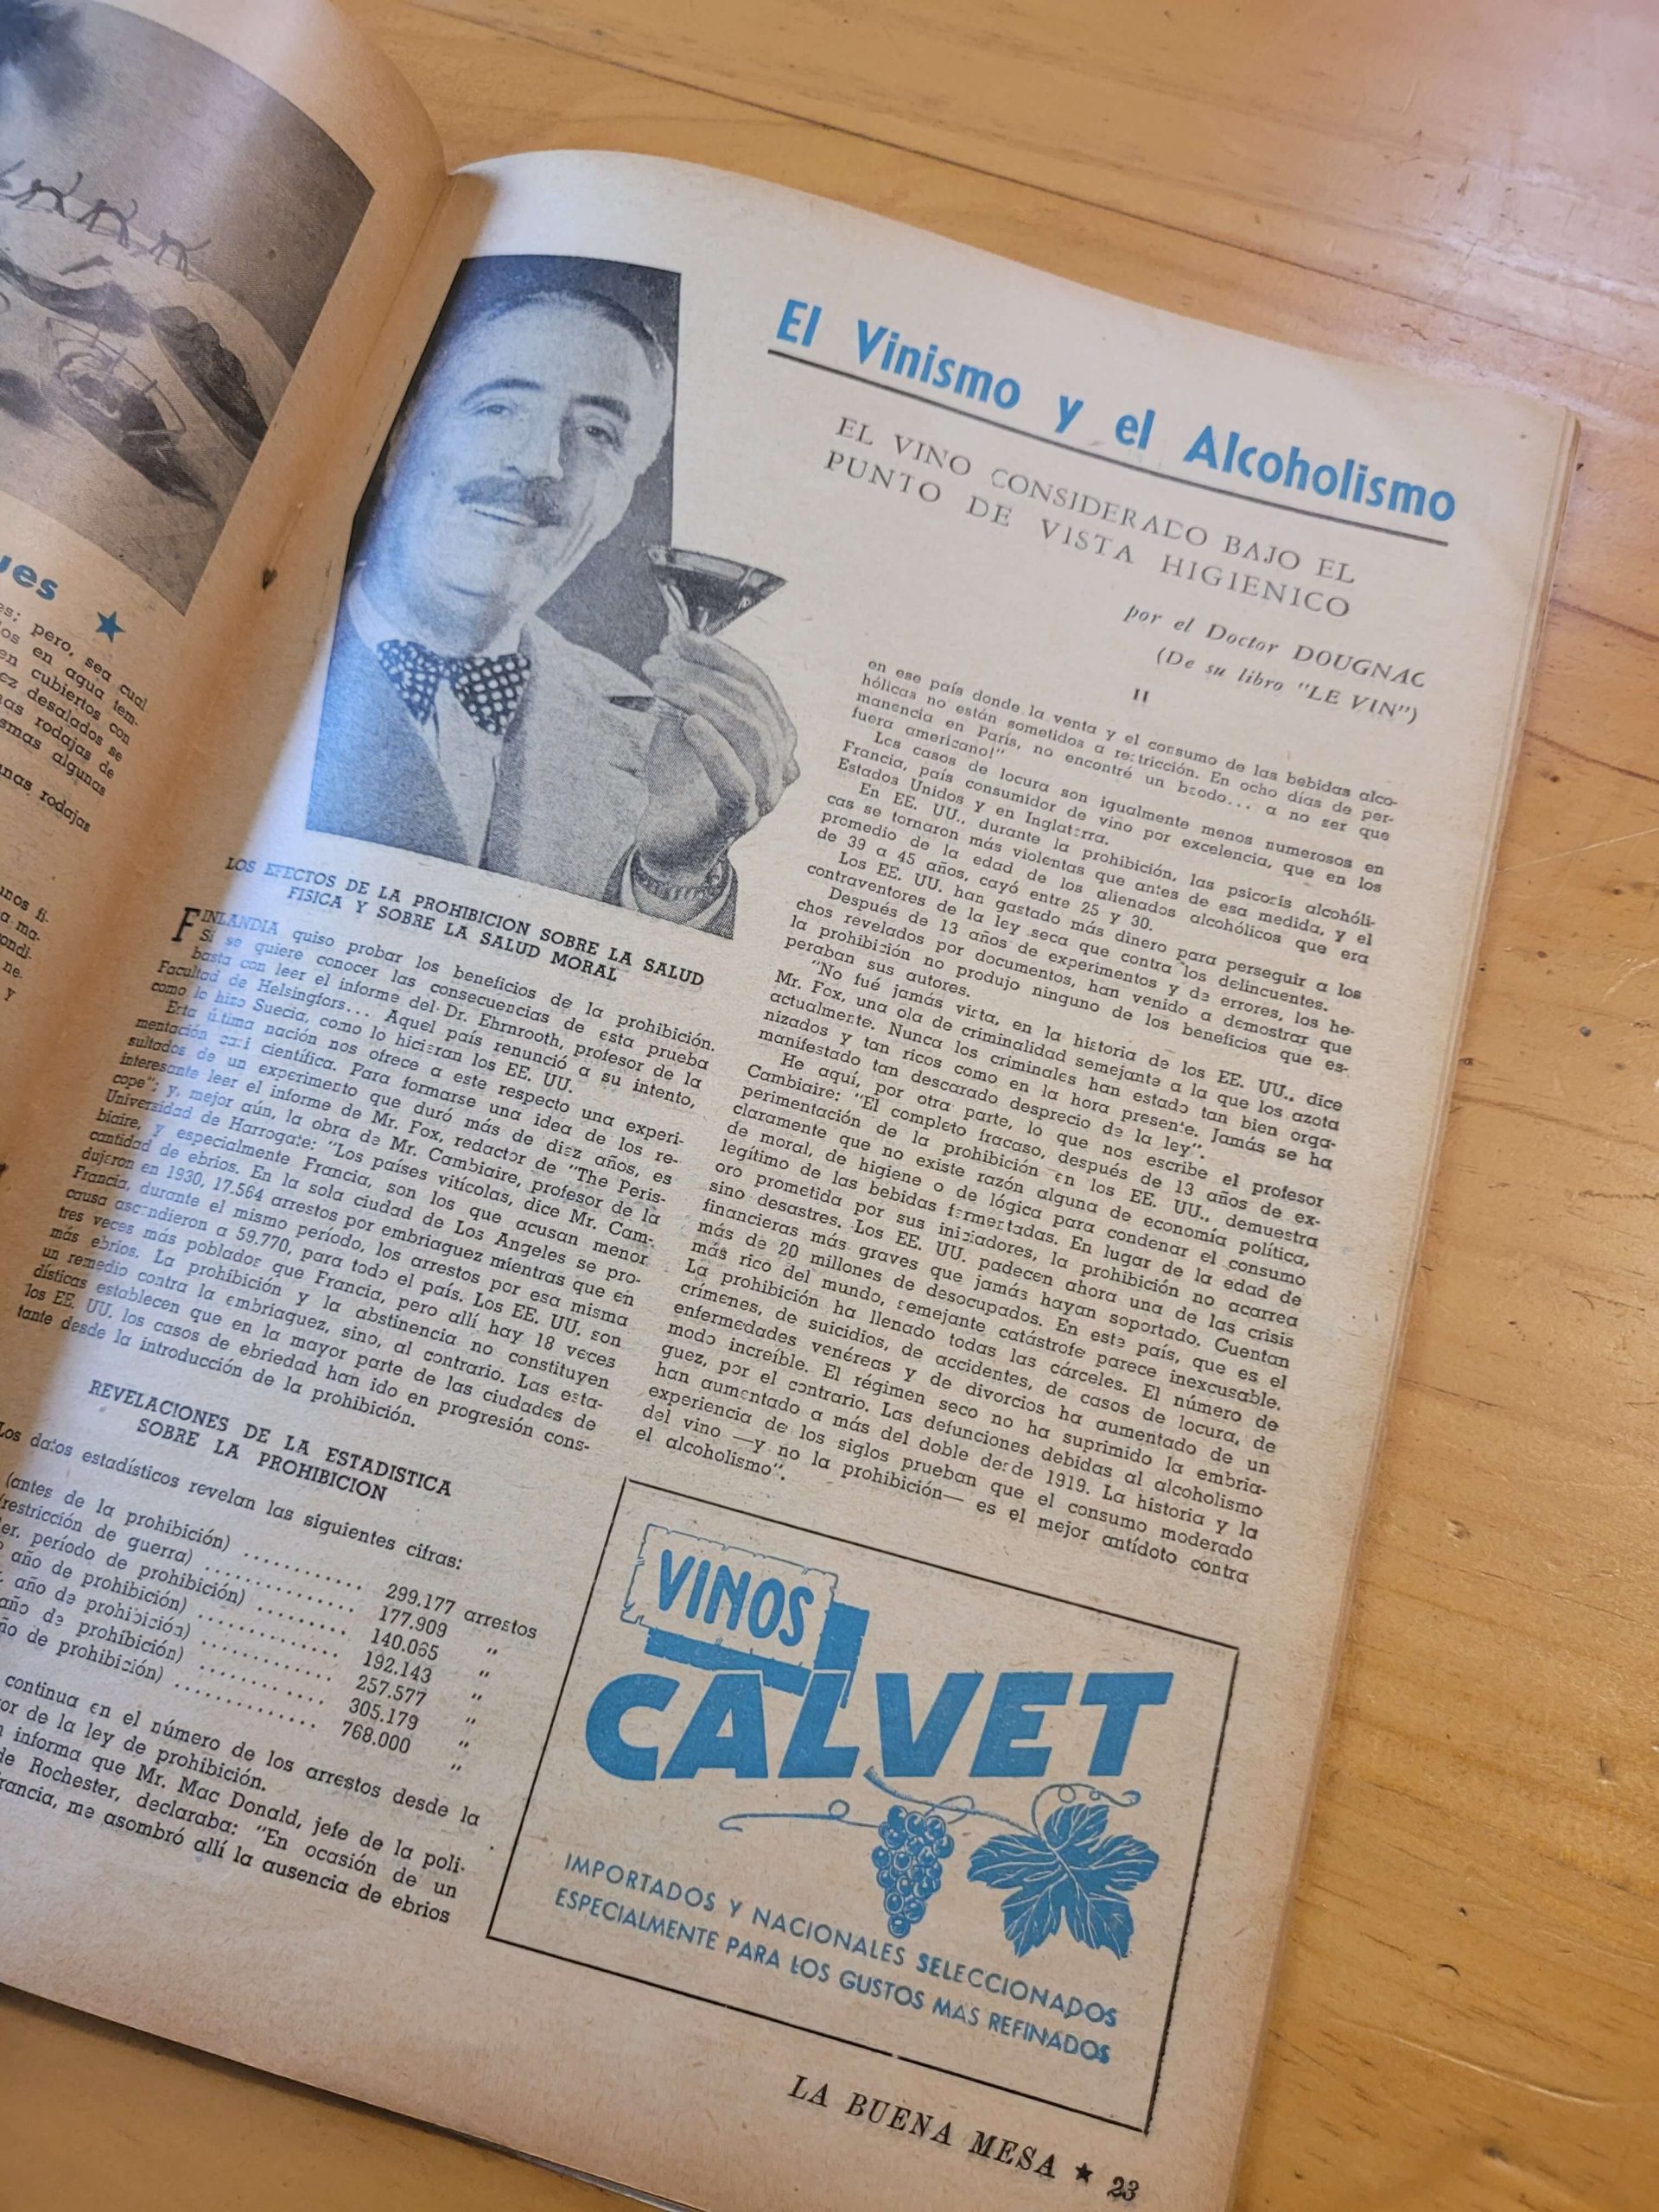 ues ★
es; pero, sea cual
los en agua tem-
en cubiertos con
ez desalados se
nas rodajas de
smas algunas
unas rodajas
unos fi-
a. ma-
ondi-
ne.
y
El Vinismo y el Alcoholismo
EL VINO CONSIDERADO BAJO EL
PUNTO DE VISTA HIGIENICO
por el Doctor DOUGNAC
(De su libro "LE VIN")
II
LOS EFECTOS DE LA PROHIBICION SOBRE LA SALUD
FISICA Y SOBRE LA SALUD MORAL
FINLANDIA quiso probar los beneficios de la prohibición.
Si se quiere conocer las consecuencias de esta prueba
basta con leer el informe del Dr. Ehrnrooth, profesor de la
Facultad de Helsingfors... Aquel país renunció a su intento,
como lo hizo Suecia, como lo hicieran los EE. UU.
Esta última nación nos ofrece a este respecto una experi-
mentación casi científica. Para formarse una idea de los re-
sultados de un experimento que duró más de diez años, es
interesante leer el informe de Mr. Fox, redactor de "The Peris-
cope"; y, mejor aún, la obra de Mr. Cambiaire, profesor de la
Universidad de Harrogate: "Los países vitícolas, dice Mr. Cam-
biaire, y especialmente Francia, son los que acusan menor
cantidad de ebrios. En la sola ciudad de Los Angeles se pro-
dujeron en 1930, 17.564 arrestos por embriaguez mientras que en
Francia, durante el mismo período, los arrestos por esa misma
causa ascendieron a 59.770, para todo el país. Los EE. UU. son
tres veces más poblados que Francia, pero allí hay 18 veces
más ebrios. La prohibición y la abstinencia no constituyen
un remedio contra la embriaguez, sino, al contrario. Las esta-
dísticas establecen que en la mayor parte de las ciudades de
los EE. UU. los casos de ebriedad han ido en progresión cons-
tante desde la introducción de la prohibición.
REVELACIONES DE LA ESTADISTICA
SOBRE LA PROHIBICION
Los datos estadísticos revelan las siguientes cifras:
(antes de la prohibición) ............ 299.177 arrestos
(restricción de guerra) ............... 177.909 "
er. período de prohibición) ......... 140.065 "
año de prohibición) .............. 192.143 "
año de prohibición) .............. 257.577 "
año de prohibición) .............. 305.179 "
ño de prohibición) .............. 768.000 "
continua en el número de los arrestos desde la
or de la ley de prohibición.
informa que Mr. Mac Donald, jefe de la poli-
de Rochester, declaraba: "En ocasión de un
rancia, me asombró allí la ausencia de ebrios
en ese país donde la venta y el consumo de las bebidas alco-
hólicas no están sometidos a restricción. En ocho días de per-
manencia en París, no encontré un beodo... a no ser que
fuera americano!"
Los casos de locura son igualmente menos numerosos en
Francia, país consumidor de vino por excelencia, que en los
Estados Unidos y en Inglaterra.
En EE. UU., durante la prohibición, las psicosis alcohóli-
cas se tornaron más violentas que antes de esa medida, y el
promedio de la edad de los alienados alcohólicos que era
de 39 a 45 años, cayó entre 25 y 30.
Los EE. UU. han gastado más dinero para perseguir a los
contraventores de la ley seca que contra los delincuentes.
Después de 13 años de experimentos y de errores, los he-
chos revelados por documentos, han venido a demostrar que
la prohibición no produjo ninguno de los beneficios que es-
peraban sus autores.
"No fué jamás vista, en la historia de los EE. UU., dice
Mr. Fox, una ola de criminalidad semejante a la que los azota
actualmente. Nunca los criminales han estado tan bien orga-
nizados y tan ricos como en la hora presente. Jamás se ha
manifestado tan descarado desprecio de la ley".
He aquí, por otra parte, lo que nos escribe el profesor
Cambiaire: "El completo fracaso, después de 13 años de ex-
perimentación de la prohibición en los EE. UU., demuestra
claramente que no existe razón alguna de economía política,
de moral, de higiene o de lógica para condenar el consumo
legítimo de las bebidas fermentadas. En lugar de la edad de
oro prometida por sus iniciadores, la prohibición no acarrea
sino desastres. Los EE. UU. padecen ahora una de las crisis
financieras más graves que jamás hayan soportado. Cuentan
más de 20 millones de desocupados. En este país, que es el
más rico del mundo, semejante catástrofe parece inexcusable.
La prohibición ha llenado todas las cárceles. El número de
crímenes, de suicidios, de accidentes, de casos de locura, de
enfermedades venéreas y de divorcios ha aumentado de un
modo increíble. El régimen seco no ha suprimido la embria-
guez, por el contrario. Las defunciones debidas al alcoholismo
han aumentado a más del doble desde 1919. La historia y la
experiencia de los siglos prueban que el consumo moderado
del vino —y no la prohibición— es el mejor antídoto contra
el alcoholismo".
VINOS
CALVET
IMPORTADOS Y NACIONALES SELECCIONADOS
ESPECIALMENTE PARA LOS GUSTOS MAS REFINADOS
LA BUENA MESA ★ 23